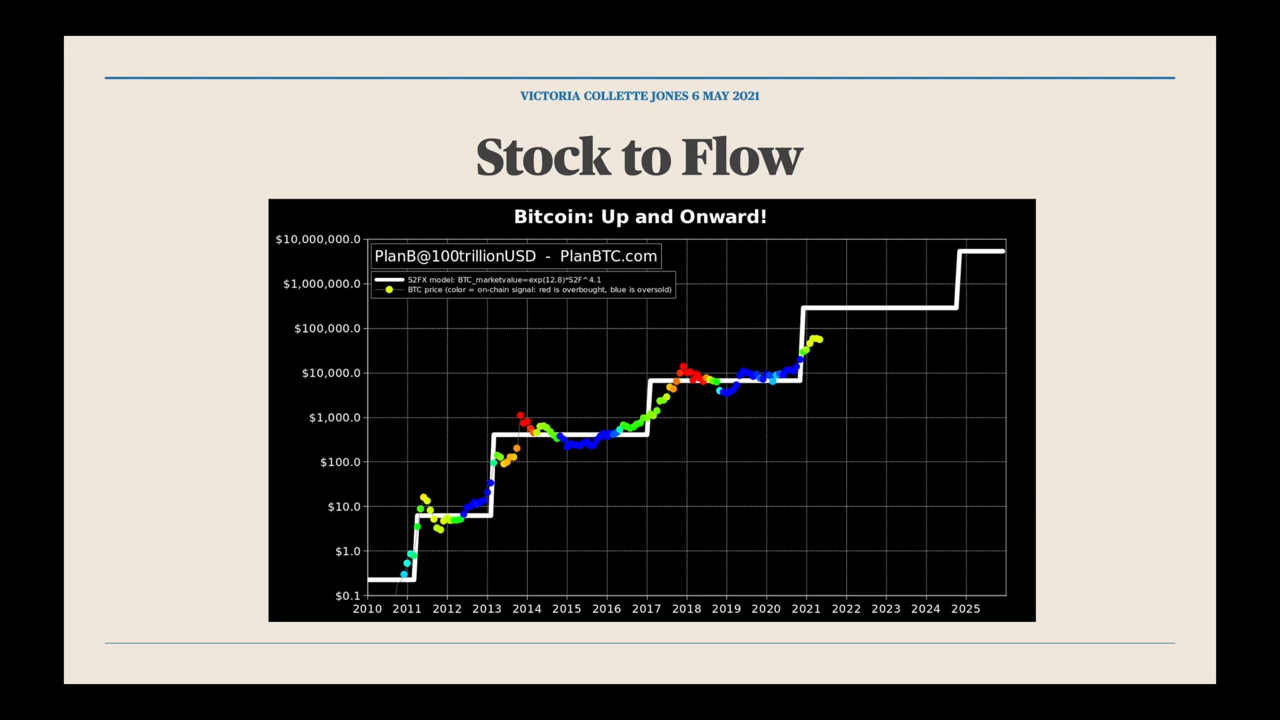 VICTORIA COLLETTE JONES 6 MAY 2021
Stock to Flow
Bitcoin: Up and Onward!
PlanB@100trillionUSD - PlanBTC.com
S2FX model: BTC_marketvalue=exp(12.8)*S2F^4.1
BTC price (color = on-chain signal: red is overbought, blue is oversold)
$10,000,000.0
$1,000,000.0
$100,000.0
$10,000.0
$1,000.0
$100.0
$10.0
$1.0
$0.1
2010 2011 2012 2013 2014 2015 2016 2017 2018 2019 2020 2021 2022 2023 2024 2025